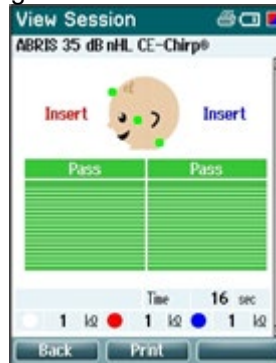 View Session
ABRIS 35 dB nHL CE-Chirp®
Insert Insert
Pass Pass
Time 16 sec
1 kΩ 1 kΩ 1 kΩ
Back Print